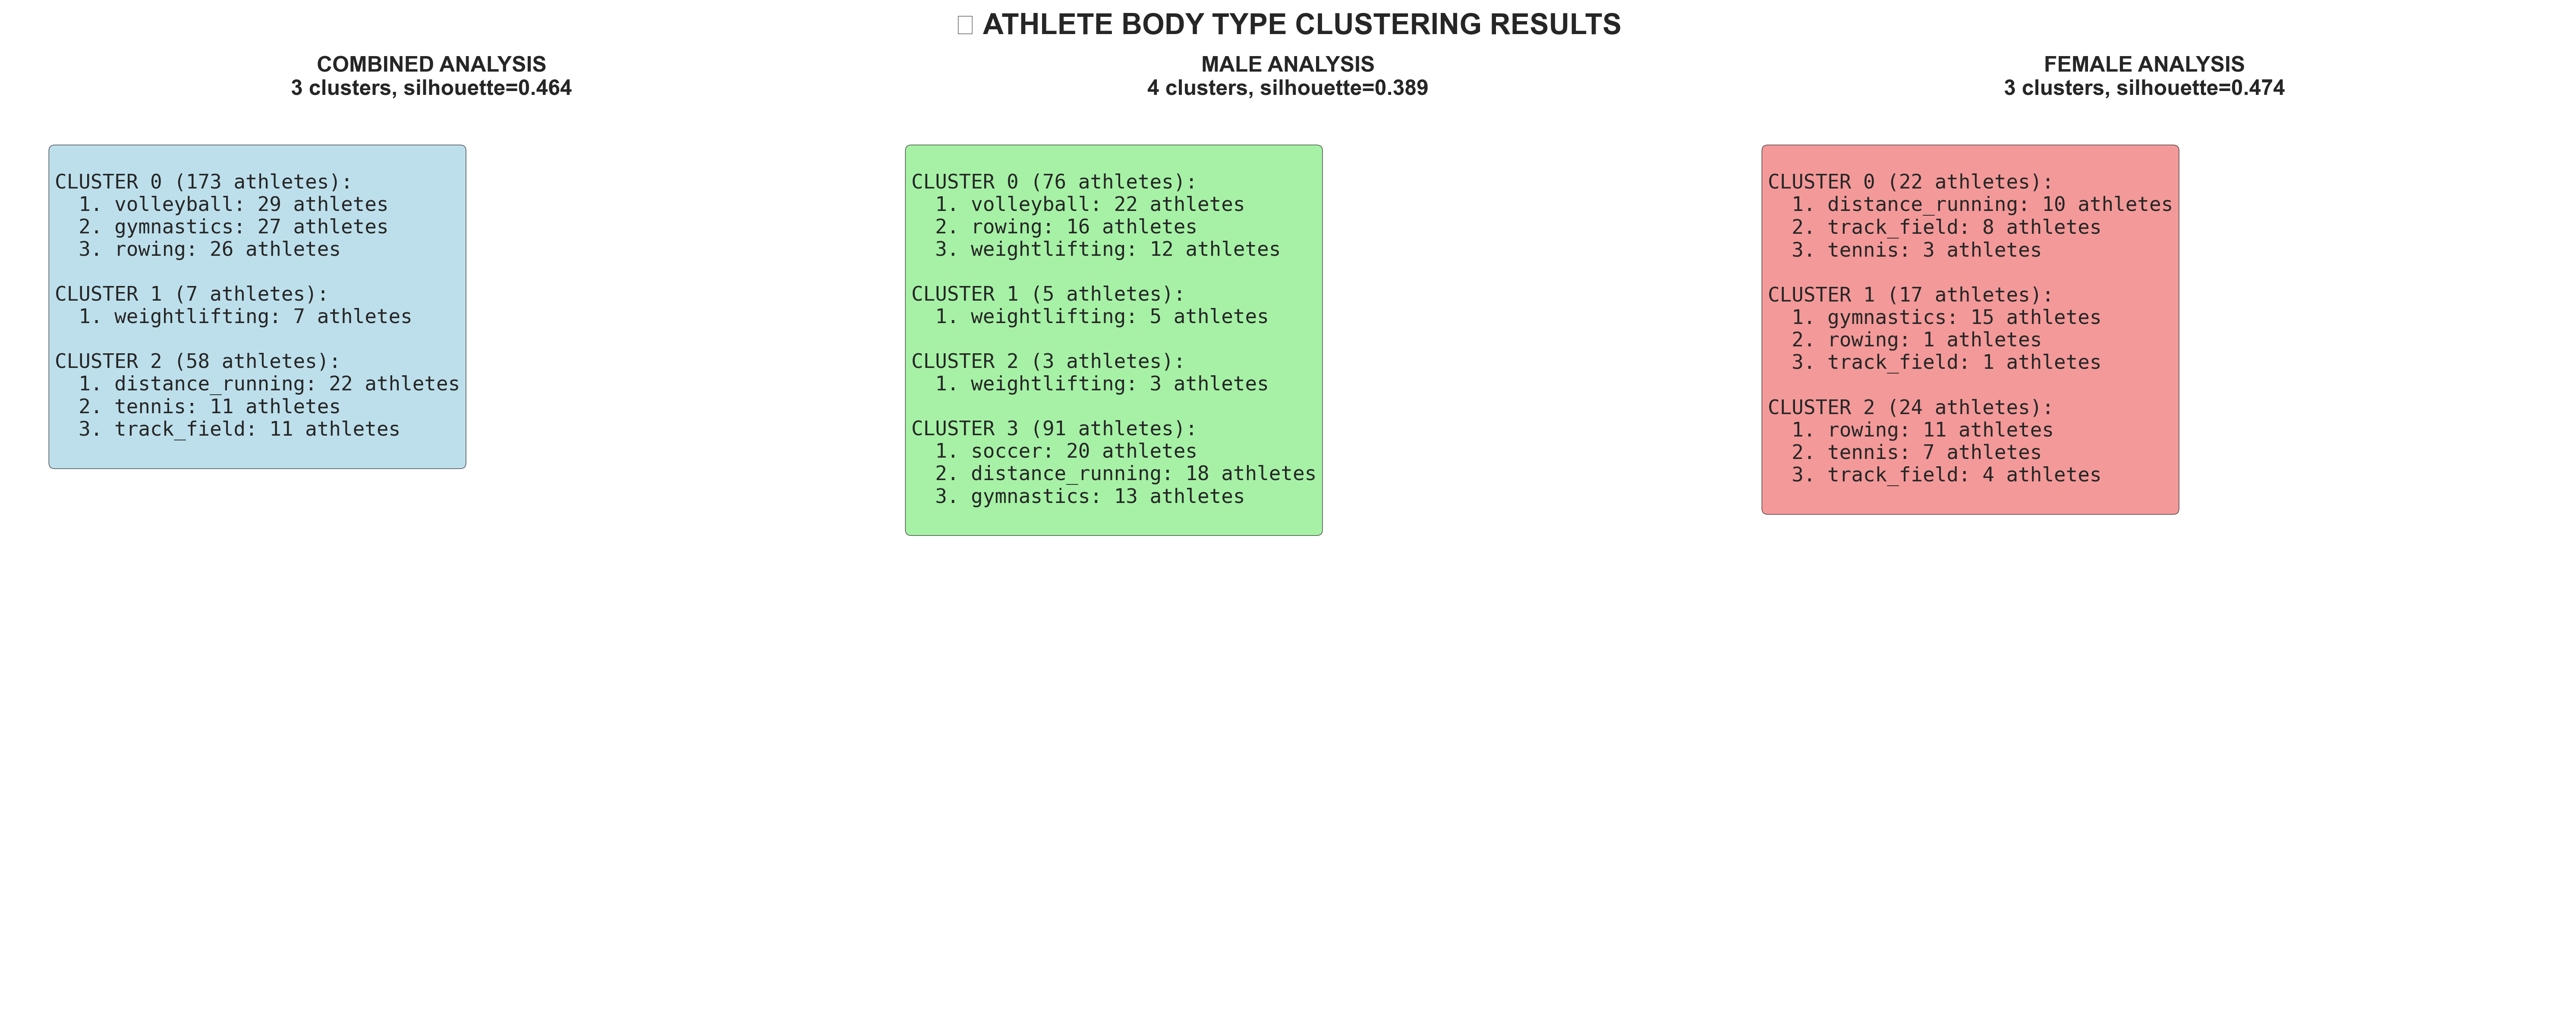 ATHLETE BODY TYPE CLUSTERING RESULTS
COMBINED ANALYSIS
3 clusters, silhouette=0.464
CLUSTER 0 (173 athletes):
1. volleyball: 29 athletes
2. gymnastics: 27 athletes
3. rowing: 26 athletes
CLUSTER 1 (7 athletes):
1. weightlifting: 7 athletes
CLUSTER 2 (58 athletes):
1. distance_running: 22 athletes
2. tennis: 11 athletes
3. track_field: 11 athletes
MALE ANALYSIS
4 clusters, silhouette=0.389
CLUSTER 0 (76 athletes):
1. volleyball: 22 athletes
2. rowing: 16 athletes
3. weightlifting: 12 athletes
CLUSTER 1 (5 athletes):
1. weightlifting: 5 athletes
CLUSTER 2 (3 athletes):
1. weightlifting: 3 athletes
CLUSTER 3 (91 athletes):
1. soccer: 20 athletes
2. distance_running: 18 athletes
3. gymnastics: 13 athletes
FEMALE ANALYSIS
3 clusters, silhouette=0.474
CLUSTER 0 (22 athletes):
1. distance_running: 10 athletes
2. track_field: 8 athletes
3. tennis: 3 athletes
CLUSTER 1 (17 athletes):
1. gymnastics: 15 athletes
2. rowing: 1 athletes
3. track_field: 1 athletes
CLUSTER 2 (24 athletes):
1. rowing: 11 athletes
2. tennis: 7 athletes
3. track_field: 4 athletes